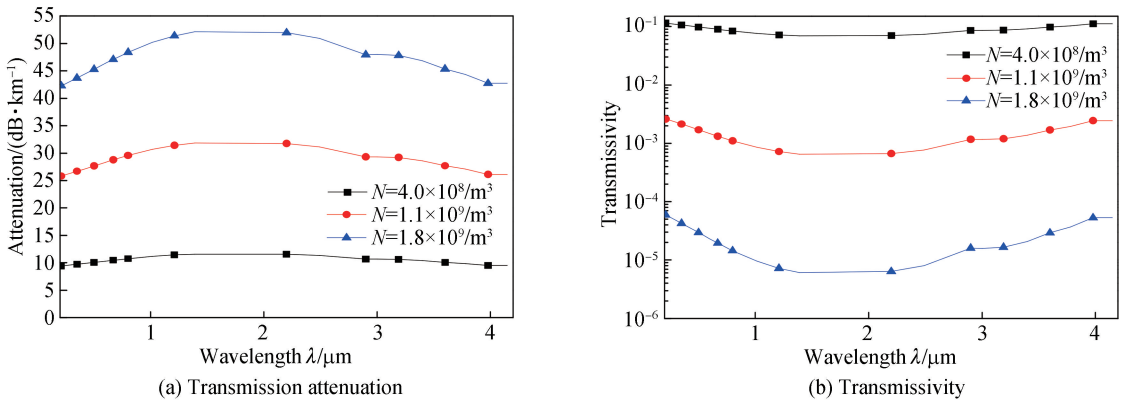 55
50
45
40
35
30
25
20
15
10
5
0
Attenuation/(dB·km⁻¹)
N=4.0×10⁸/m³
N=1.1×10⁹/m³
N=1.8×10⁹/m³
1 2 3 4
Wavelength λ/μm
(a) Transmission attenuation
10⁻¹
10⁻²
10⁻³
10⁻⁴
10⁻⁵
10⁻⁶
Transmissivity
N=4.0×10⁸/m³
N=1.1×10⁹/m³
N=1.8×10⁹/m³
1 2 3 4
Wavelength λ/μm
(b) Transmissivity